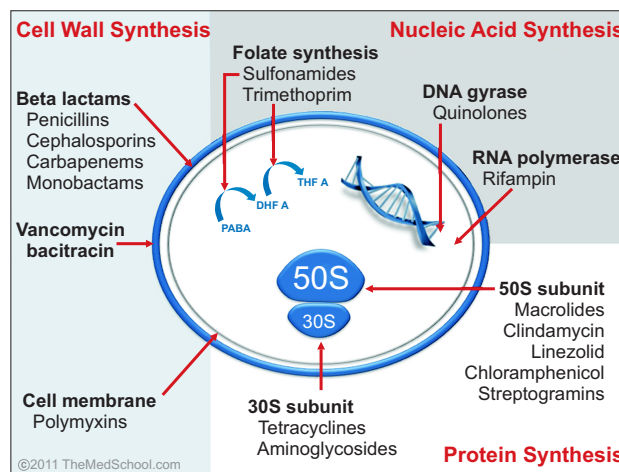 Cell Wall Synthesis
Nucleic Acid Synthesis
Folate synthesis
Sulfonamides
Trimethoprim
Beta lactams
Penicillins
Cephalosporins
Carbapenems
Monobactams
DNA gyrase
Quinolones
RNA polymerase
Rifampin
THF A
DHF A
PABA
Vancomycin
bacitracin
50S
30S
50S subunit
Macrolides
Clindamycin
Linezolid
Chloramphenicol
Streptogramins
Cell membrane
Polymyxins
30S subunit
Tetracyclines
Aminoglycosides
Protein Synthesis
©2011 TheMedSchool.com